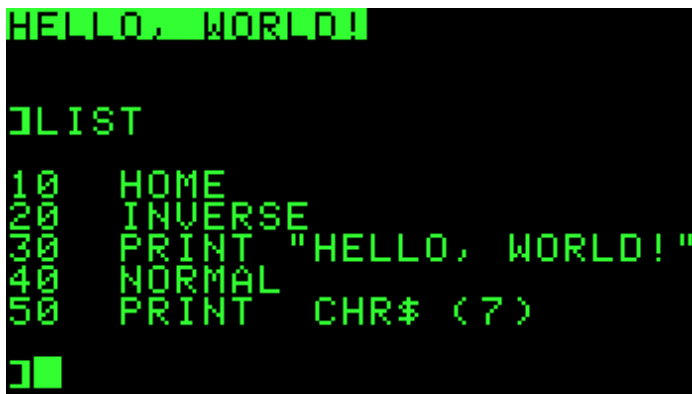 HELLO, WORLD!
]LIST
10  HOME
20  INVERSE
30  PRINT "HELLO, WORLD!"
40  NORMAL
50  PRINT  CHR$ (7)
]